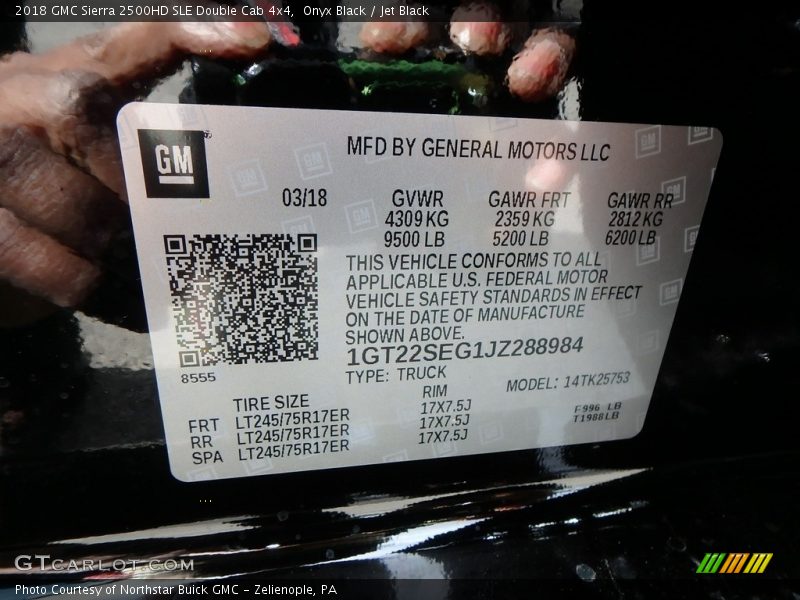 2018 GMC Sierra 2500HD SLE Double Cab 4x4,  Onyx Black / Jet Black
GM
MFD BY GENERAL MOTORS LLC
03/18
GVWR GAWR FRT GAWR RR
4309 KG 2359 KG 2812 KG
9500 LB 5200 LB 6200 LB
THIS VEHICLE CONFORMS TO ALL
APPLICABLE U.S. FEDERAL MOTOR
VEHICLE SAFETY STANDARDS IN EFFECT
ON THE DATE OF MANUFACTURE
SHOWN ABOVE.
1GT22SEG1JZ288984
8555
TYPE: TRUCK MODEL: 14TK25753
TIRE SIZE RIM
FRT LT245/75R17ER 17X7.5J F996 LB
RR LT245/75R17ER 17X7.5J T1988LB
SPA LT245/75R17ER 17X7.5J
GTCARLOT.COM
Photo Courtesy of Northstar Buick GMC - Zelienople, PA